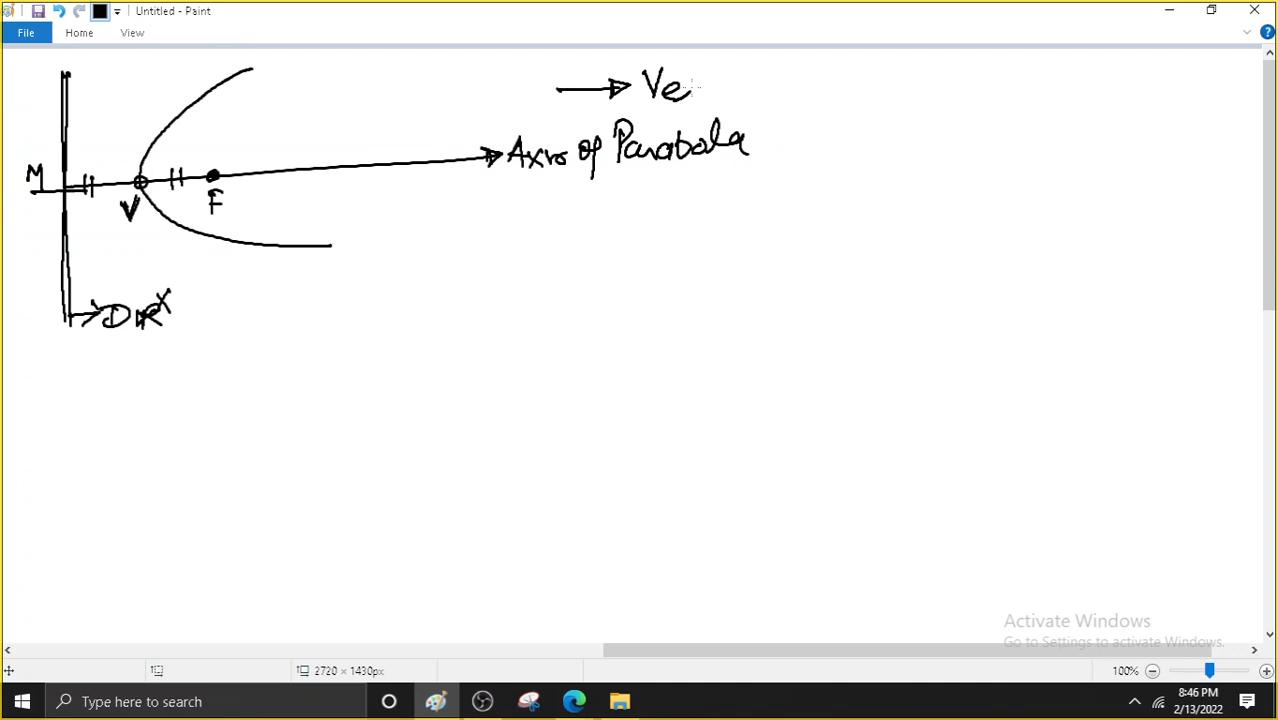 Untitled - Paint
File Home View
Ve
Axis of Parabola
M
V
F
Dirx
Activate Windows
Go to Settings to activate Windows.
2720 × 1430px
100%
Type here to search
8:46 PM
2/13/2022